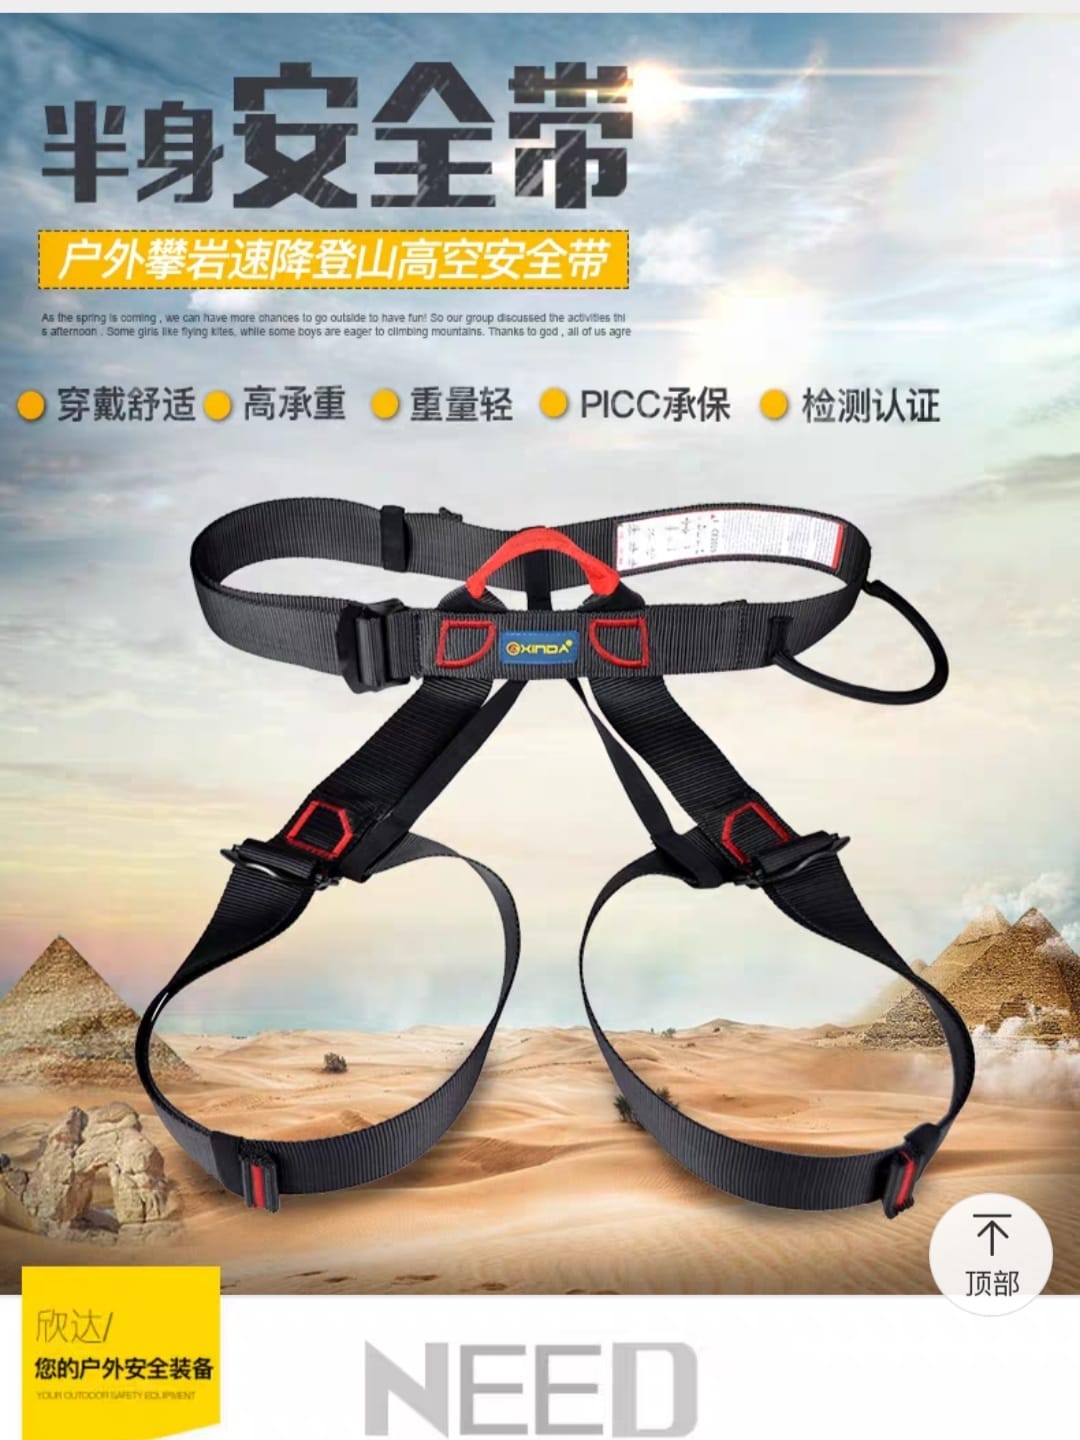 半身安全带
户外攀岩速降登山高空安全带
As the spring is coming , we can have more chances to go outside to have fun! So our group discussed the activities thi
s afternoon . Some girls like flying kites, while some boys are eager to climbing mountains. Thanks to god , all of us agre
穿戴舒适 高承重 重量轻 PICC承保 检测认证
XINDA
顶部
欣达/
您的户外安全装备
YOUR OUTDOOR SAFETY EQUIPMENT
NEED